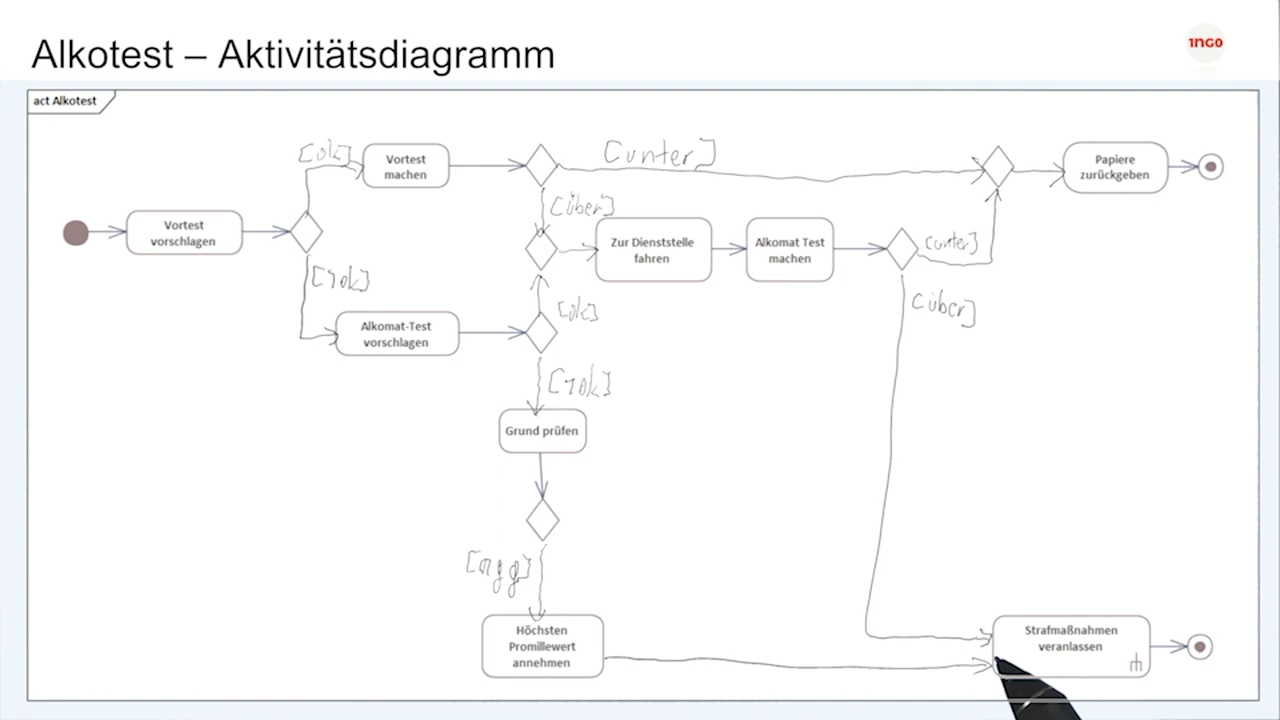 Alkotest – Aktivitätsdiagramm
1NGO
act Alkotest
[ok]
Vortest
machen
[unter]
Papiere
zurückgeben
Vortest
vorschlagen
[über]
Zur Dienststelle
fahren
Alkomat Test
machen
[unter]
[¬ok]
[ok]
[über]
Alkomat-Test
vorschlagen
[¬ok]
Grund prüfen
Höchsten
Promillewert
annehmen
Strafmaßnahmen
veranlassen